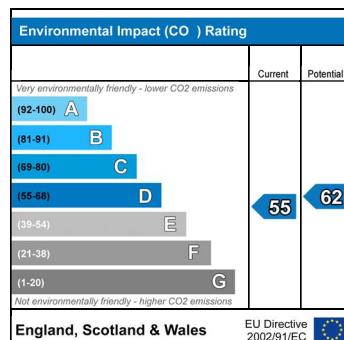 Environmental Impact (CO ) Rating
Current Potential
Very environmentally friendly - lower CO2 emissions
(92-100) A
(81-91) B
(69-80) C
(55-68) D
(39-54) E
(21-38) F
(1-20) G
55
62
Not environmentally friendly - higher CO2 emissions
England, Scotland & Wales
EU Directive
2002/91/EC